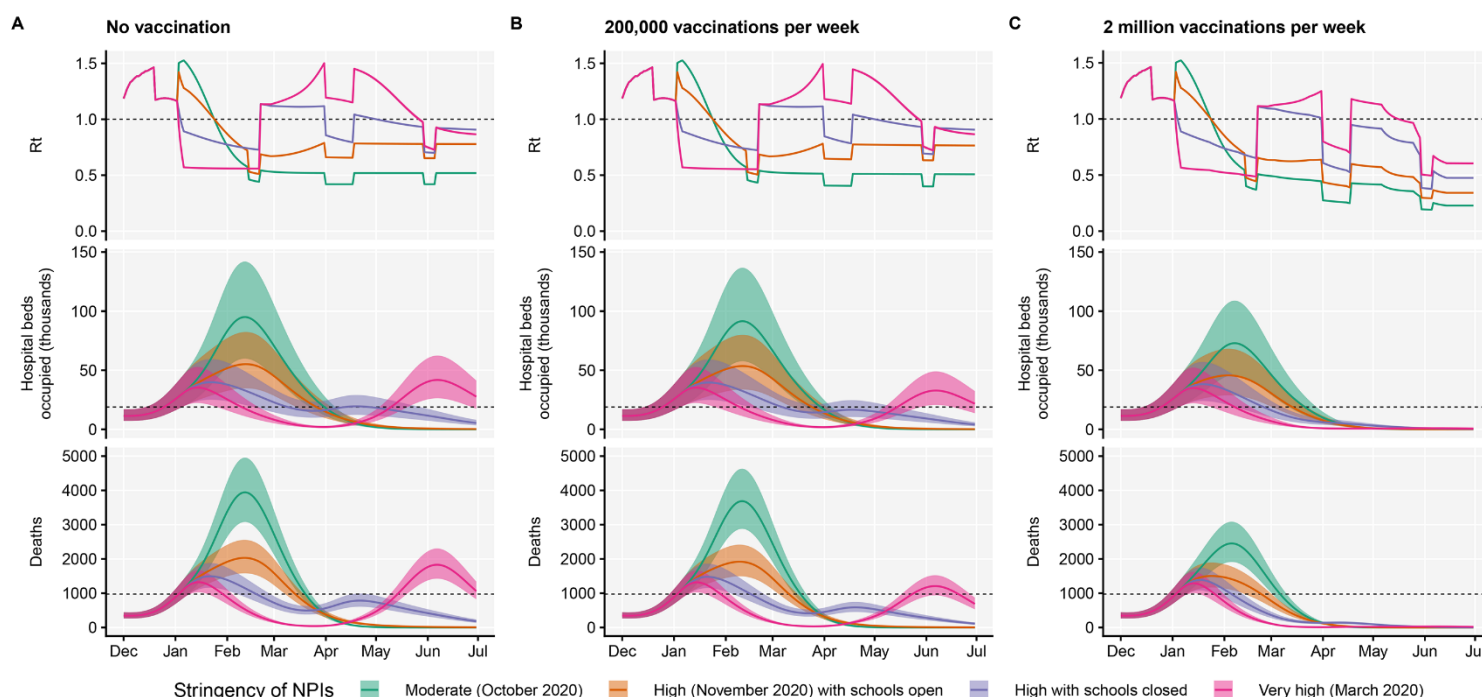 A No vaccination
B 200,000 vaccinations per week
C 2 million vaccinations per week
Rt
1.5
1.0
0.5
0.0
Rt
1.5
1.0
0.5
0.0
Rt
1.5
1.0
0.5
0.0
Hospital beds
occupied (thousands)
150
100
50
0
Hospital beds
occupied (thousands)
150
100
50
0
Hospital beds
occupied (thousands)
150
100
50
0
Deaths
5000
4000
3000
2000
1000
0
Deaths
5000
4000
3000
2000
1000
0
Deaths
5000
4000
3000
2000
1000
0
Dec Jan Feb Mar Apr May Jun Jul
Dec Jan Feb Mar Apr May Jun Jul
Dec Jan Feb Mar Apr May Jun Ju
Stringency of NPIs Moderate (October 2020) High (November 2020) with schools open High with schools closed Very high (March 2020)